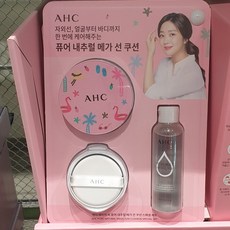 AHC
자외선, 얼굴부터 바디까지
한 번에 케어해주는
퓨어 내추럴 메가 선 쿠션
AHC
AHC